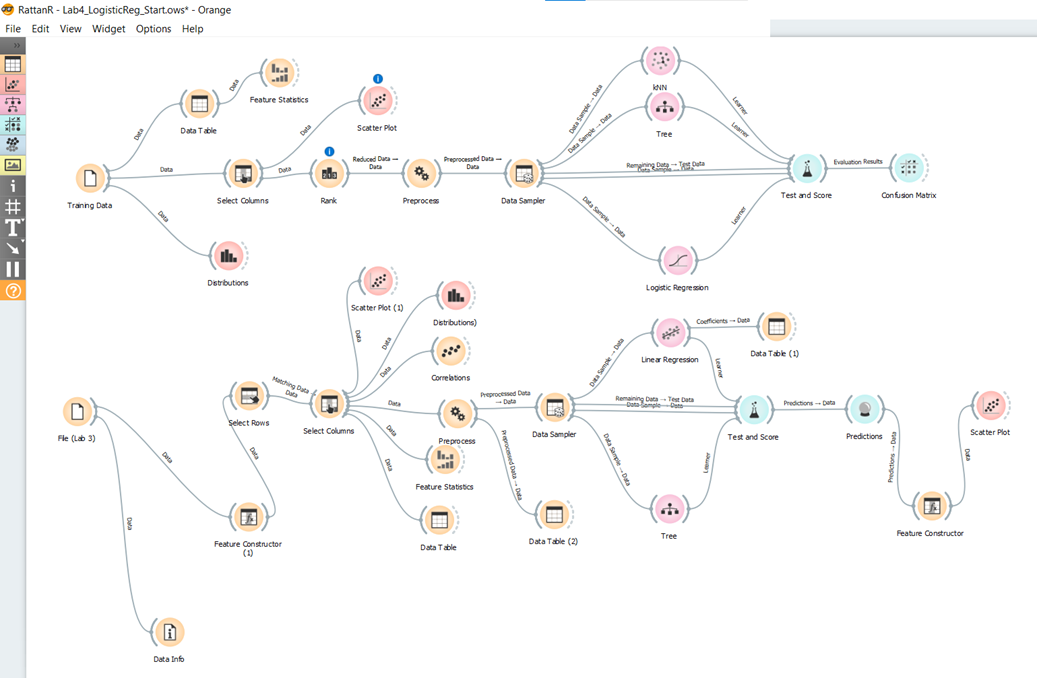 RattanR - Lab4_LogisticReg_Start.ows* - Orange
File Edit View Widget Options Help
kNN
Feature Statistics
Data
Data
Data Table
Scatter Plot
Data
Data Sample → Data
Data Sample → Data
Tree
Learner
Learner
Training Data
Data
Select Columns
Data
Rank
Reduced Data →
Data
Preprocess
Preprocessed Data →
Data
Data Sampler
Remaining Data → Test Data
Data Sample → Data
Test and Score
Evaluation Results
Confusion Matrix
Data
Distributions
Data Sample → Data
Learner
Logistic Regression
Scatter Plot (1)
Distributions)
Data
Data
Data
Correlations
Linear Regression
Coefficients → Data
Data Table (1)
Data Sample → Data
Learner
File (Lab 3)
Select Rows
Matching Data
Data
Select Columns
Data
Preprocess
Preprocessed Data
→ Data
Data Sampler
Remaining Data → Test Data
Data Sample → Data
Test and Score
Predictions → Data
Predictions
Scatter Plot
Data
Feature Statistics
Data
Data Table
Preprocessed Data → Data
Data Table (2)
Data Sample → Data
Learner
Tree
Predictions → Data
Feature Constructor
Data
Data
Data
Feature Constructor
(1)
Data
Data Info